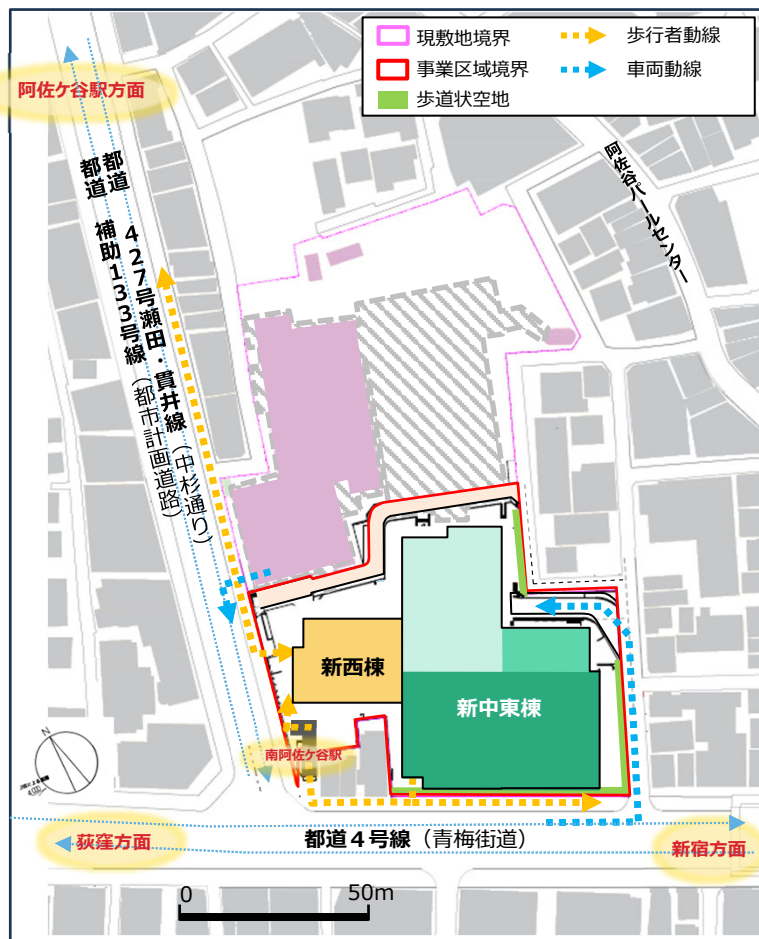 現敷地境界
歩行者動線
事業区域境界
車両動線
歩道状空地
阿佐ケ谷駅方面
阿佐谷パールセンター
都道 427号瀬田・貫井線（中杉通り）
都道 補助133号線（都市計画道路）
新西棟
新中東棟
N
南阿佐ケ谷駅
荻窪方面
都道４号線（青梅街道）
新宿方面
0
50m